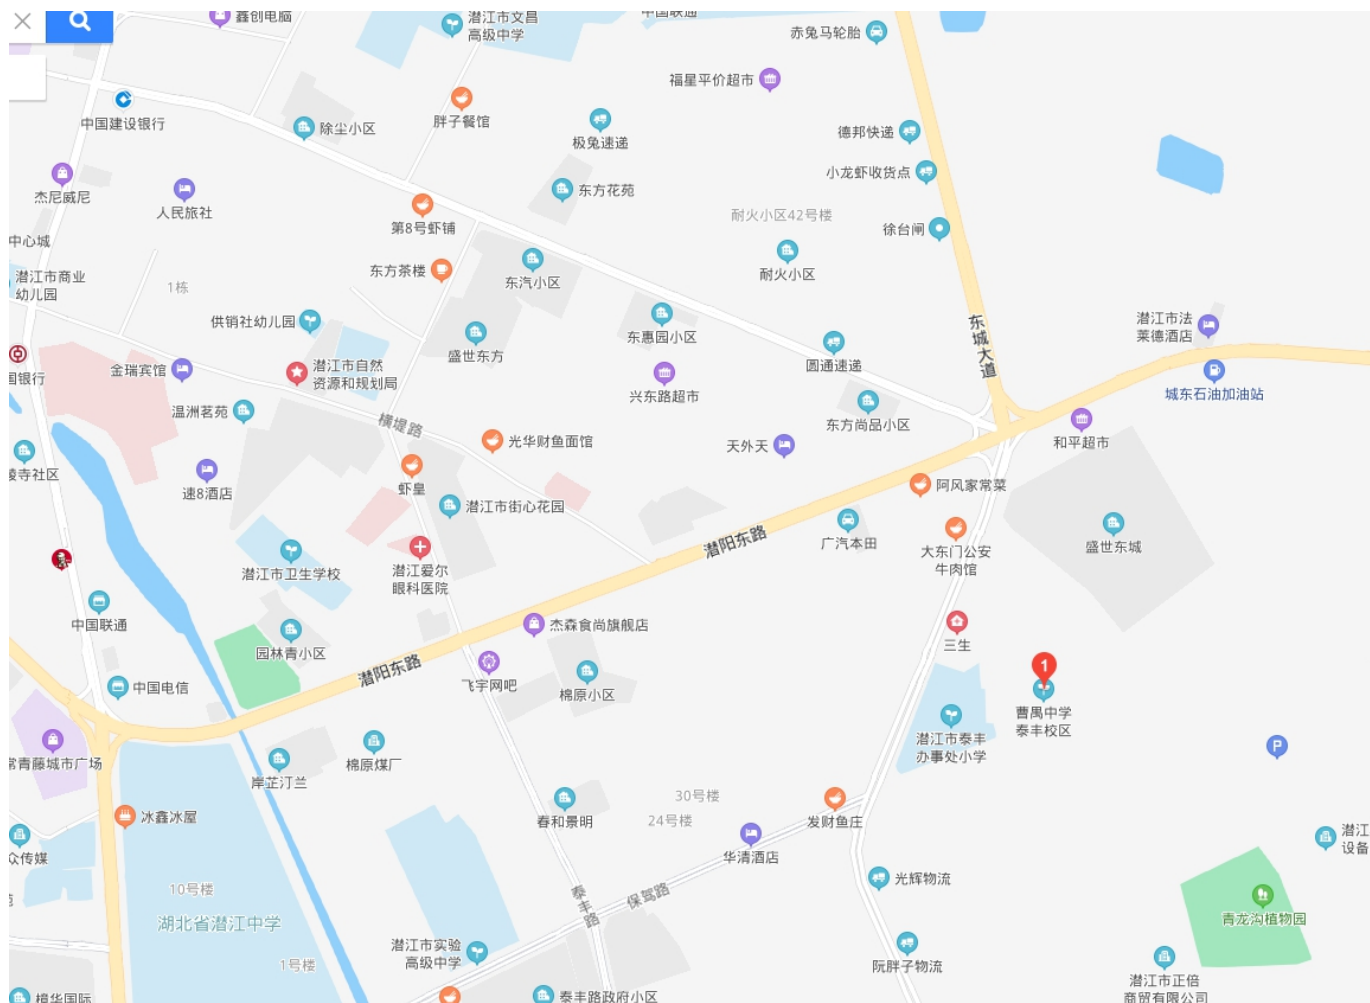 鑫创电脑
潜江市文昌
高级中学
中国联通
赤兔马轮胎
福星平价超市
中国建设银行
除尘小区
胖子餐馆
极兔速递
德邦快递
小龙虾收货点
杰尼威尼
人民旅社
东方花苑
第8号虾铺
耐火小区42号楼
徐台闸
中心城
东方茶楼
东汽小区
耐火小区
潜江市商业
幼儿园
1栋
供销社幼儿园
盛世东方
东惠园小区
圆通速递
东城大道
潜江市法
莱德酒店
国银行
金瑞宾馆
潜江市自然
资源和规划局
兴东路超市
城东石油加油站
温洲茗苑
横堤路
光华财鱼面馆
天外天
东方尚品小区
和平超市
陵寺社区
速8酒店
虾皇
潜江市街心花园
阿风家常菜
潜阳东路
广汽本田
大东门公安
牛肉馆
盛世东城
潜江市卫生学校
潜江爱尔
眼科医院
中国联通
园林青小区
杰森食尚旗舰店
三生
1
潜阳东路
飞宇网吧
棉原小区
中国电信
曹禺中学
泰丰校区
潜江市泰丰
办事处小学
P
常青藤城市广场
岸芷汀兰
棉原煤厂
冰鑫冰屋
春和景明
30号楼
24号楼
发财鱼庄
华清酒店
潜江
设备
众传媒
10号楼
湖北省潜江中学
泰丰路
保驾路
光辉物流
青龙沟植物园
潜江市实验
高级中学
1号楼
阮胖子物流
潜江市正倍
商贸有限公司
樟华国际
泰丰路政府小区